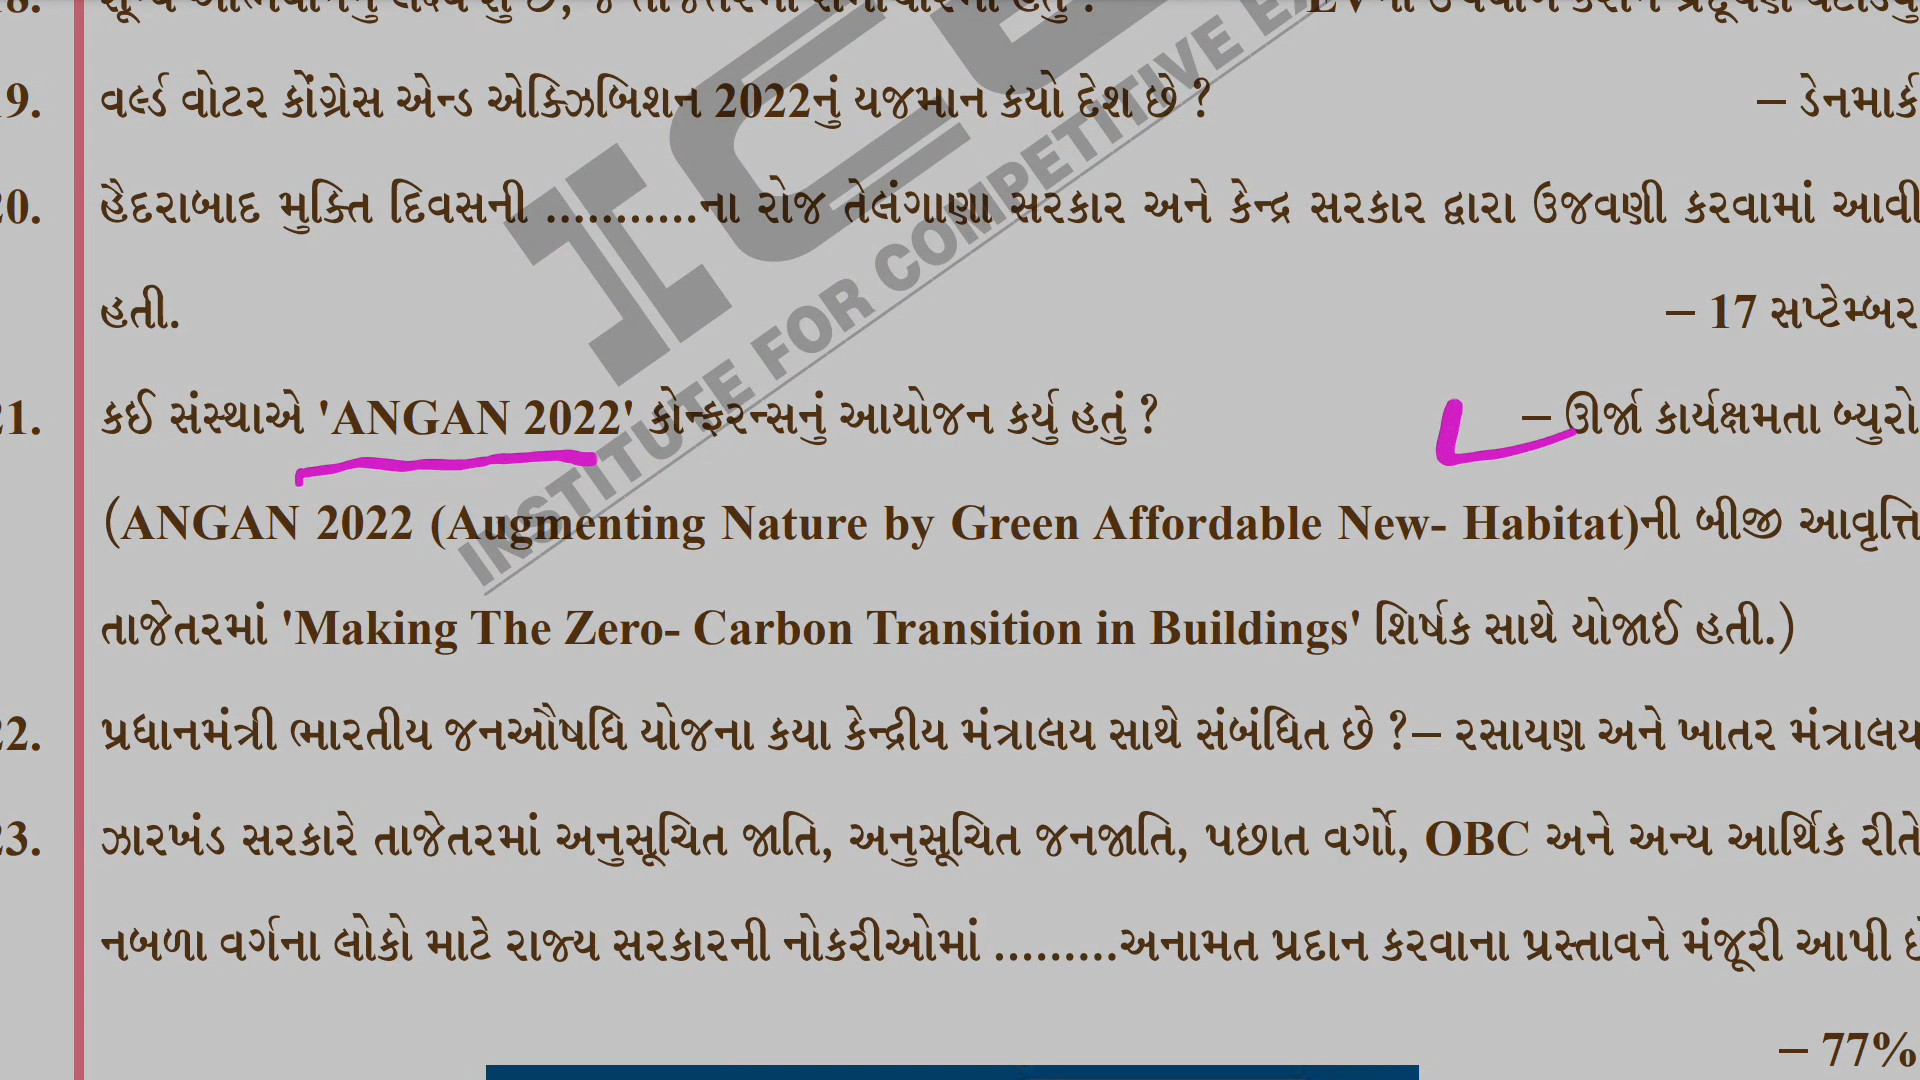 19. વર્લ્ડ વોટર કોંગ્રેસ એન્ડ એક્ઝિબિશન 2022નું યજમાન કયો દેશ છે ? – ડેનમાર્ક
20. હૈદરાબાદ મુક્તિ દિવસની ...........ના રોજ તેલંગાણા સરકાર અને કેન્દ્ર સરકાર દ્વારા ઉજવણી કરવામાં આવી
હતી. – 17 સપ્ટેમ્બર
21. કઈ સંસ્થાએ 'ANGAN 2022' કોન્ફરન્સનું આયોજન કર્યુ હતું ? – ઊર્જા કાર્યક્ષમતા બ્યુરો
(ANGAN 2022 (Augmenting Nature by Green Affordable New- Habitat)ની બીજી આવૃત્તિ
તાજેતરમાં 'Making The Zero- Carbon Transition in Buildings' શિર્ષક સાથે યોજાઈ હતી.)
22. પ્રધાનમંત્રી ભારતીય જનઔષધિ યોજના કયા કેન્દ્રીય મંત્રાલય સાથે સંબંધિત છે ?– રસાયણ અને ખાતર મંત્રાલય
23. ઝારખંડ સરકારે તાજેતરમાં અનુસૂચિત જાતિ, અનુસૂચિત જનજાતિ, પછાત વર્ગો, OBC અને અન્ય આર્થિક રીતે
નબળા વર્ગના લોકો માટે રાજ્ય સરકારની નોકરીઓમાં .........અનામત પ્રદાન કરવાના પ્રસ્તાવને મંજૂરી આપી
– 77%
INSTITUTE FOR COMPETITIVE